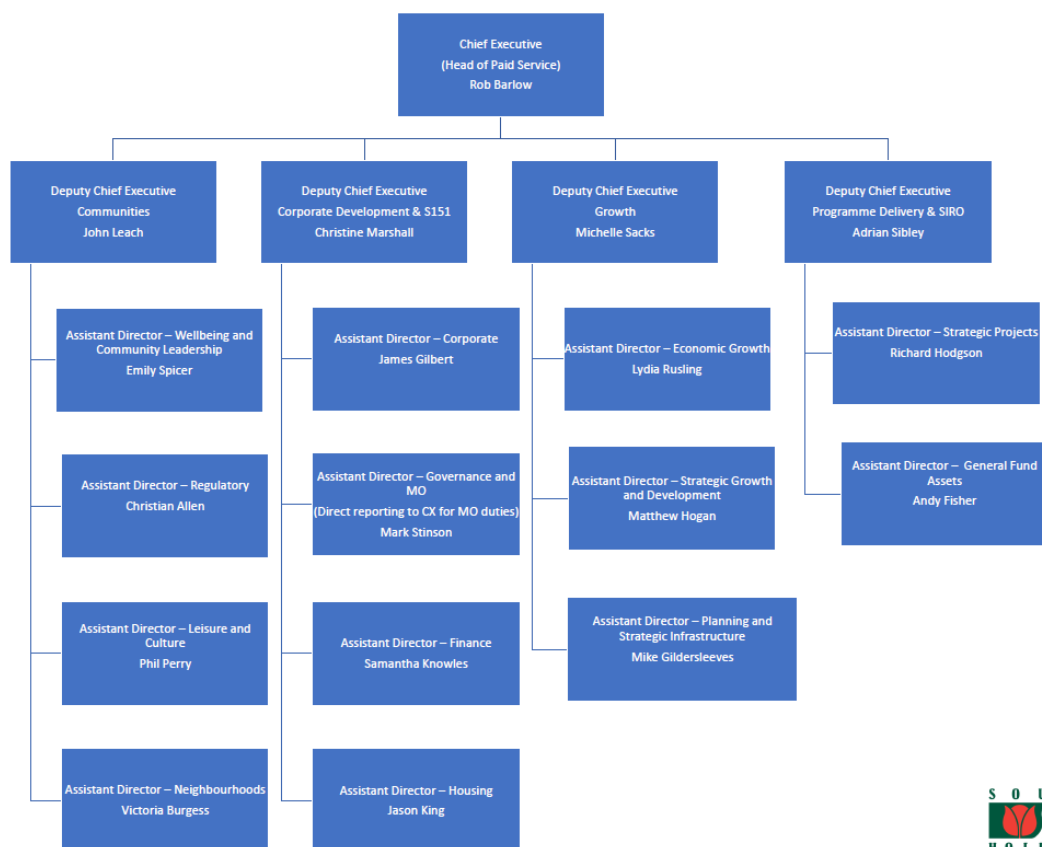 Chief Executive
(Head of Paid Service)
Rob Barlow
Deputy Chief Executive
Communities
John Leach
Deputy Chief Executive
Corporate Development & S151
Christine Marshall
Deputy Chief Executive
Growth
Michelle Sacks
Deputy Chief Executive
Programme Delivery & SIRO
Adrian Sibley
Assistant Director – Wellbeing and
Community Leadership
Emily Spicer
Assistant Director – Regulatory
Christian Allen
Assistant Director – Leisure and
Culture
Phil Perry
Assistant Director – Neighbourhoods
Victoria Burgess
Assistant Director – Corporate
James Gilbert
Assistant Director – Governance and
MO
(Direct reporting to CX for MO duties)
Mark Stinson
Assistant Director – Finance
Samantha Knowles
Assistant Director – Housing
Jason King
Assistant Director – Economic Growth
Lydia Rusling
Assistant Director – Strategic Growth
and Development
Matthew Hogan
Assistant Director – Planning and
Strategic Infrastructure
Mike Gildersleeves
Assistant Director – Strategic Projects
Richard Hodgson
Assistant Director – General Fund
Assets
Andy Fisher